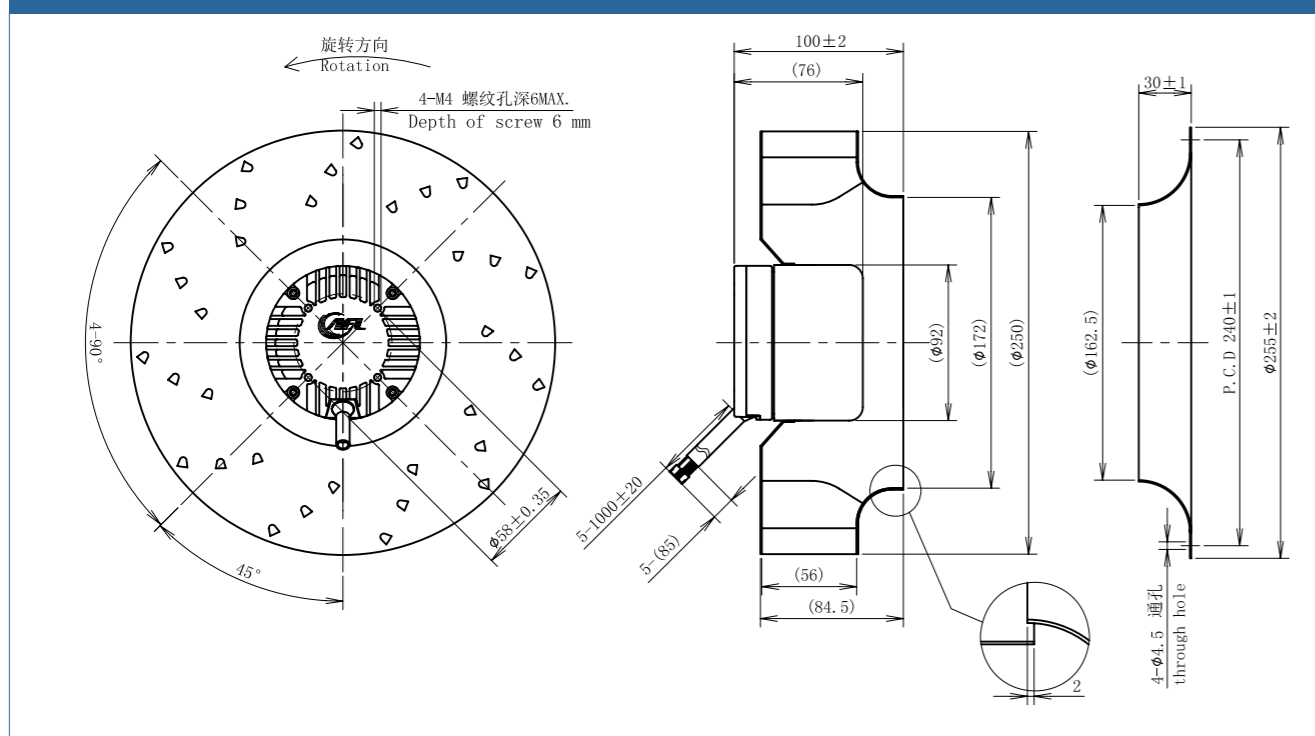 旋转方向
Rotation
4-M4 螺纹孔深6MAX.
Depth of screw 6 mm
4-90°
45°
ϕ58±0.35
100±2
(76)
(ϕ92)
(ϕ172)
(ϕ250)
5-1000±20
5-(85)
(56)
(84.5)
2
30±1
(ϕ162.5)
P.C.D 240±1
ϕ255±2
4-ϕ4.5 通孔
through hole